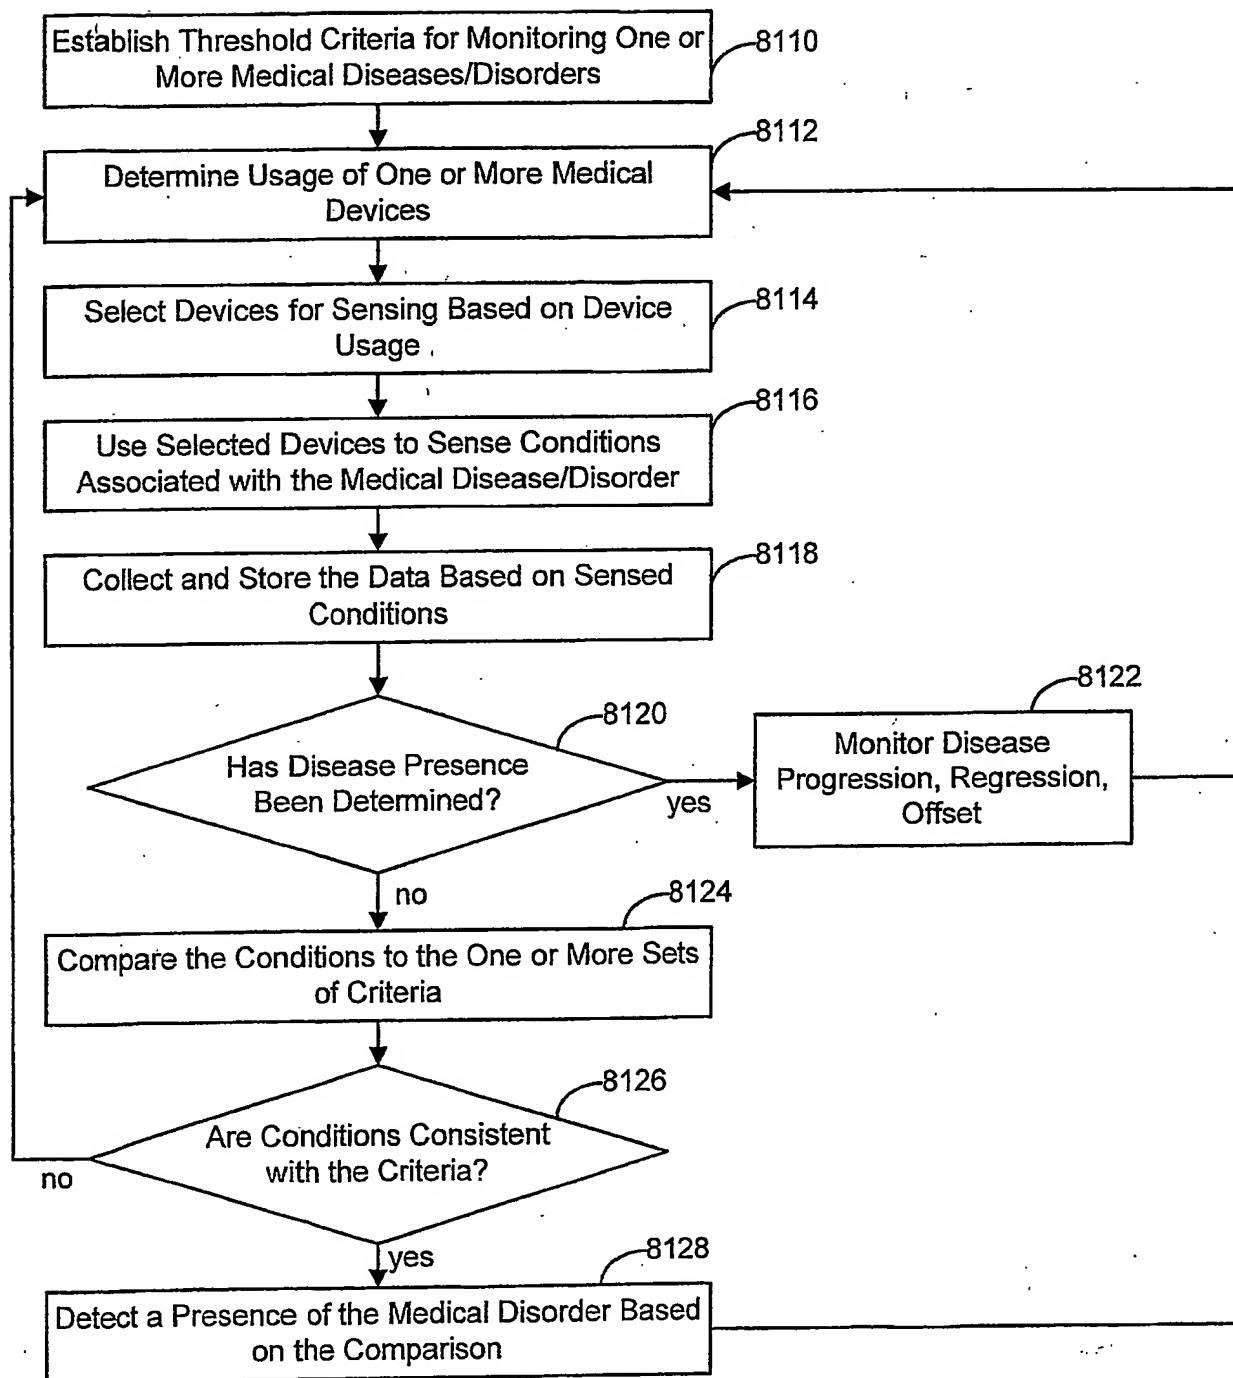 Establish Threshold Criteria for Monitoring One or
More Medical Diseases/Disorders
8110
8112
Determine Usage of One or More Medical
Devices
Select Devices for Sensing Based on Device
Usage
8114
8116
Use Selected Devices to Sense Conditions
Associated with the Medical Disease/Disorder
8118
Collect and Store the Data Based on Sensed
Conditions
8120
Has Disease Presence
Been Determined?
yes
8122
Monitor Disease
Progression, Regression,
Offset
no
8124
Compare the Conditions to the One or More Sets
of Criteria
8126
Are Conditions Consistent
with the Criteria?
no
yes
8128
Detect a Presence of the Medical Disorder Based
on the Comparison